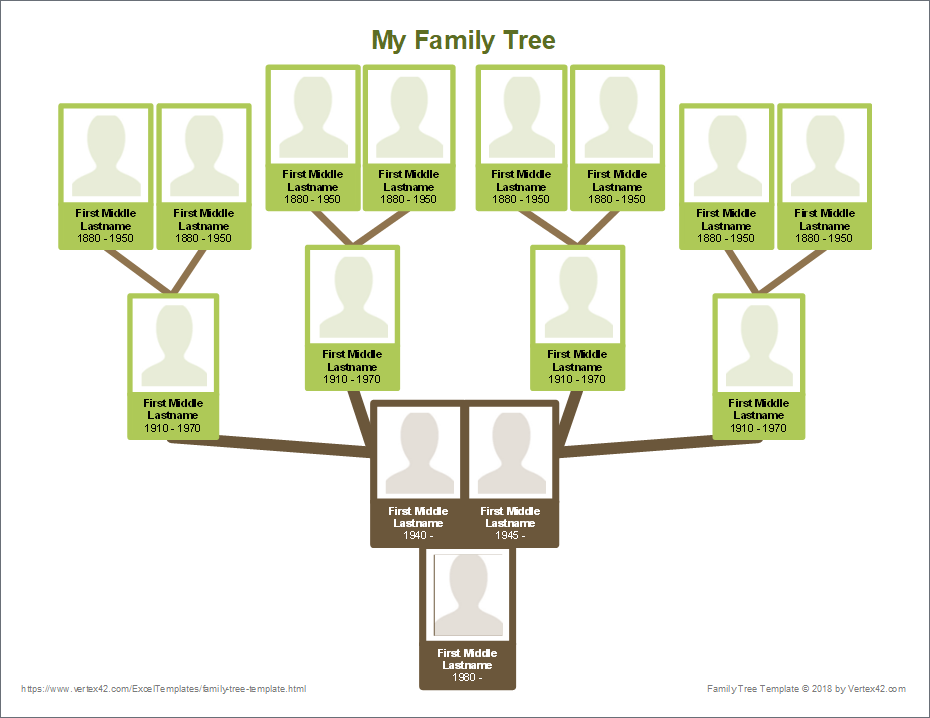 My Family Tree
First Middle
Lastname
1880 - 1950
First Middle
Lastname
1880 - 1950
First Middle
Lastname
1880 - 1950
First Middle
Lastname
1880 - 1950
First Middle
Lastname
1880 - 1950
First Middle
Lastname
1880 - 1950
First Middle
Lastname
1880 - 1950
First Middle
Lastname
1880 - 1950
First Middle
Lastname
1910 - 1970
First Middle
Lastname
1910 - 1970
First Middle
Lastname
1910 - 1970
First Middle
Lastname
1910 - 1970
First Middle
Lastname
1940 -
First Middle
Lastname
1945 -
First Middle
Lastname
1980 -
https://www.vertex42.com/ExcelTemplates/family-tree-template.html
Family Tree Template © 2018 by Vertex42.com